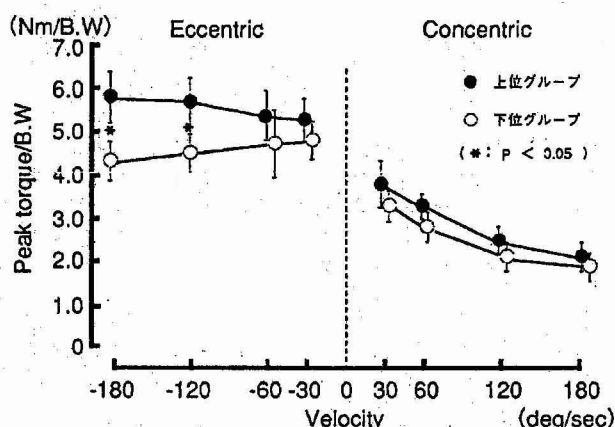 (Nm/B.W)
Eccentric
Concentric
7.0
6.0
5.0
4.0
3.0
2.0
1.0
0
Peak torque/B.W
● 上位グループ
○ 下位グループ
(*: P < 0.05)
*
*
-180 -120 -60 -30 0 30 60 120 180
Velocity (deg/sec)